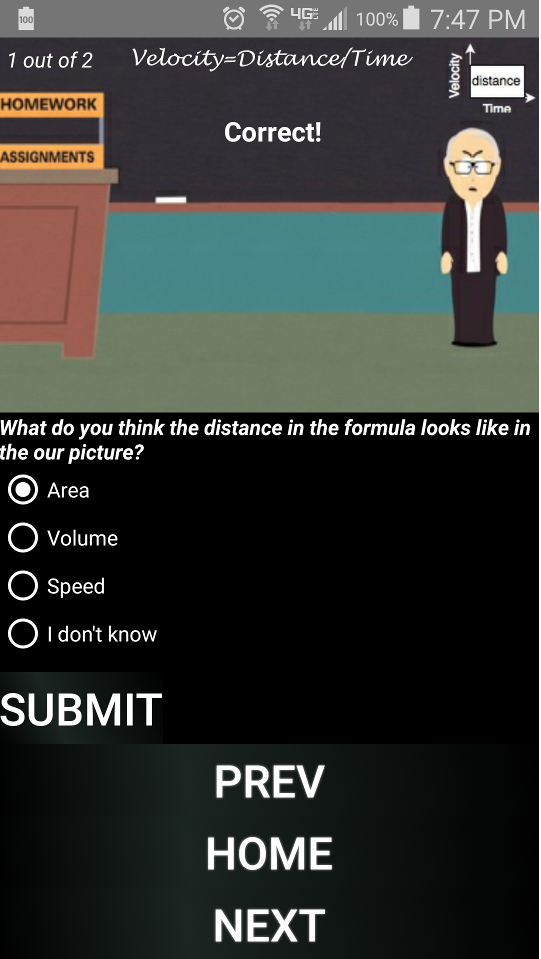 100
4G LTE 100% 7:47 PM
1 out of 2
Velocity=Distance/Time
Velocity
distance
Time
HOMEWORK
ASSIGNMENTS
Correct!
What do you think the distance in the formula looks like in
the our picture?
Area
Volume
Speed
I don't know
SUBMIT
PREV
HOME
NEXT